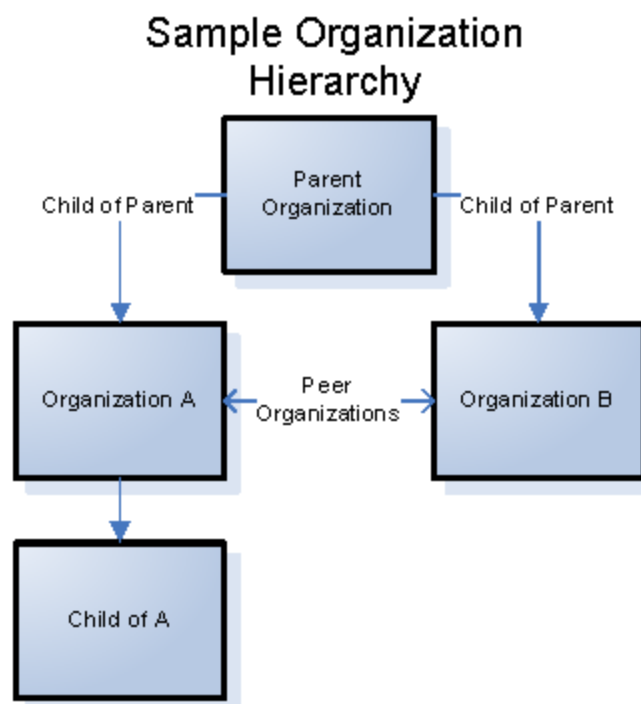 Sample Organization
Hierarchy
Parent
Organization
Child of Parent
Child of Parent
Organization A
Peer
Organizations
Organization B
Child of A